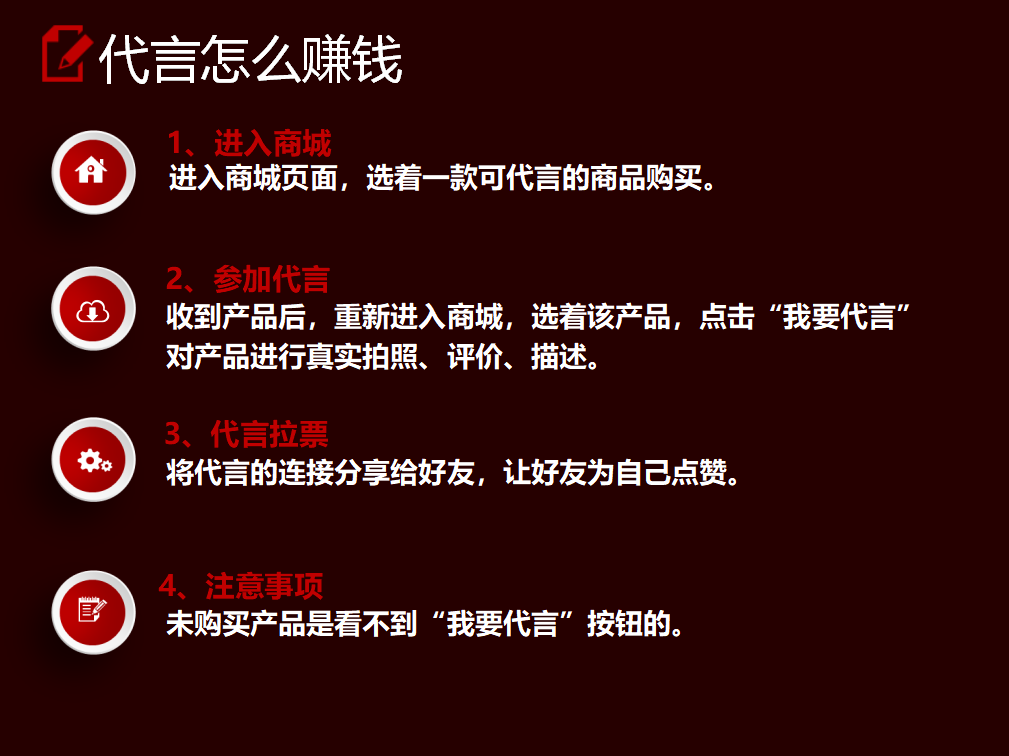 代言怎么赚钱
1、进入商城
进入商城页面，选着一款可代言的商品购买。
2、参加代言
收到产品后，重新进入商城，选着该产品，点击“我要代言”
对产品进行真实拍照、评价、描述。
3、代言拉票
将代言的连接分享给好友，让好友为自己点赞。
4、注意事项
未购买产品是看不到“我要代言”按钮的。